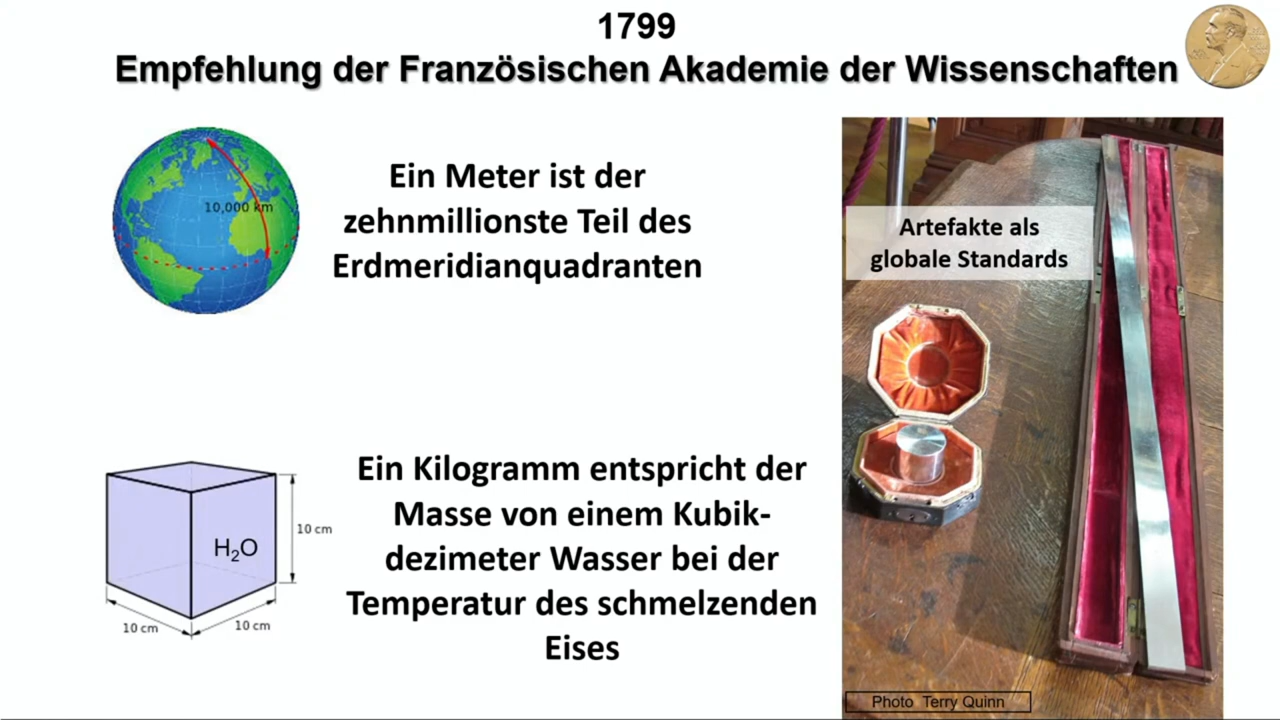 1799
Empfehlung der Französischen Akademie der Wissenschaften
10,000 km
Ein Meter ist der
zehnmillionste Teil des
Erdmeridianquadranten
Artefakte als
globale Standards
Ein Kilogramm entspricht der
Masse von einem Kubik-
dezimeter Wasser bei der
Temperatur des schmelzenden
Eises
H₂O
10 cm
10 cm
10 cm
Photo Terry Quinn